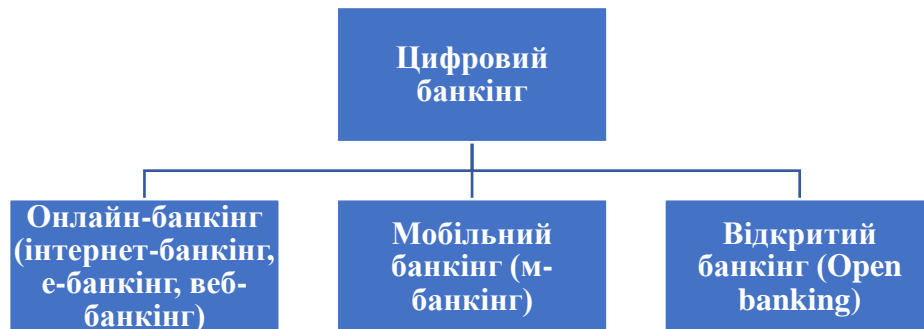 Цифровий
банкінг
Онлайн-банкінг
(інтернет-банкінг,
е-банкінг, веб-
банкінг)
Мобільний
банкінг (м-
банкінг)
Відкритий
банкінг (Open
banking)